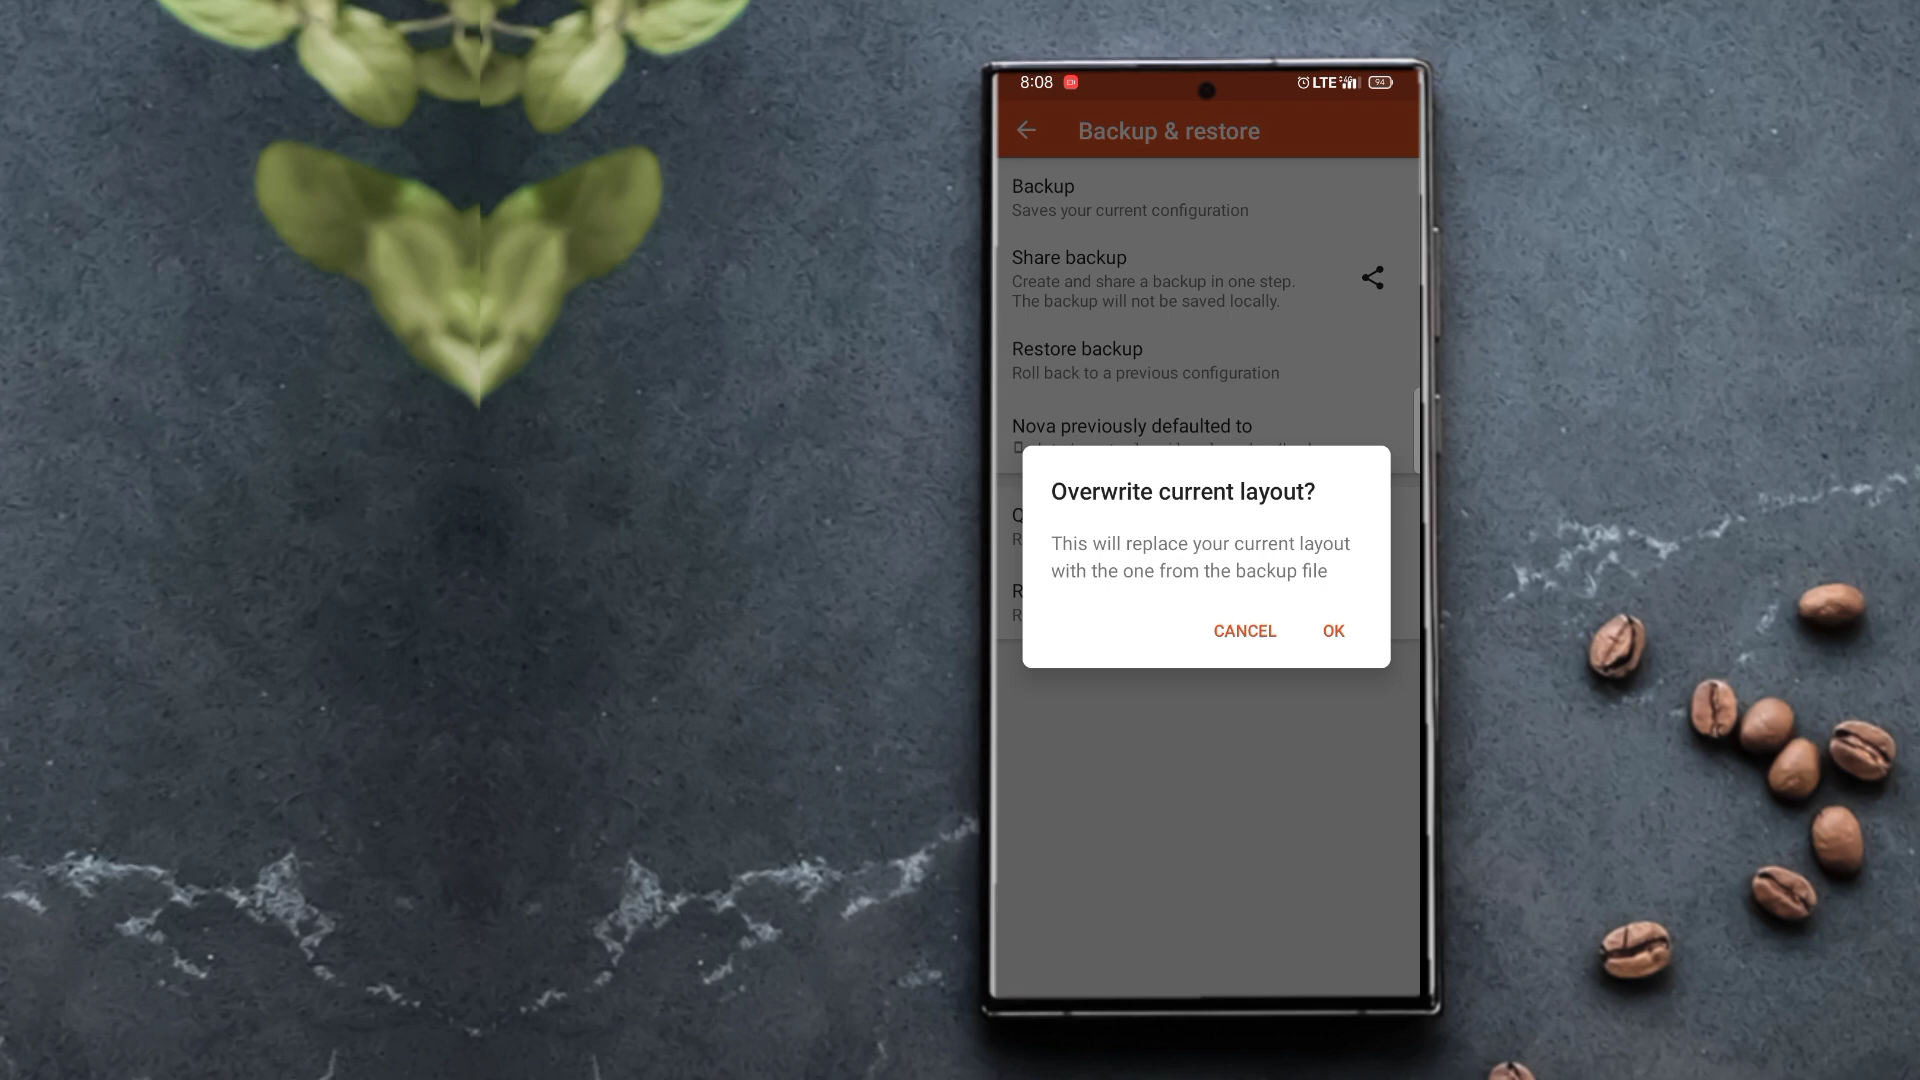 8:08
LTE 4G 94
Backup & restore
Backup
Saves your current configuration
Share backup
Create and share a backup in one step.
The backup will not be saved locally.
Restore backup
Roll back to a previous configuration
Nova previously defaulted to
Overwrite current layout?
This will replace your current layout
with the one from the backup file
CANCEL
OK